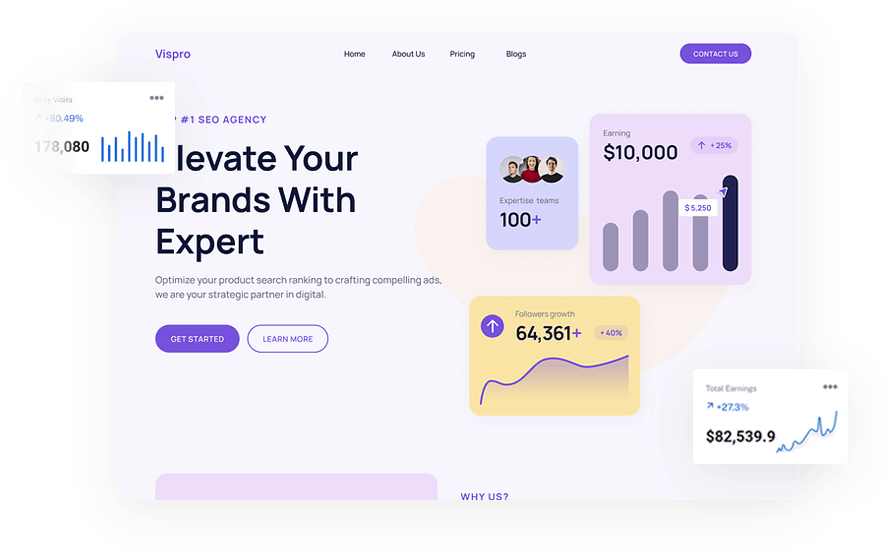 Vispro
Home
About Us
Pricing
Blogs
CONTACT US
Daily Visits
+80.49%
178,080
#1 SEO AGENCY
Elevate Your
Brands With
Expert
Optimize your product search ranking to crafting compelling ads,
we are your strategic partner in digital.
GET STARTED
LEARN MORE
Expertise teams
100+
Earning
$10,000
+ 25%
$ 5,250
Followers growth
64,361+
+ 40%
Total Earnings
+27.3%
$82,539.9
WHY US?